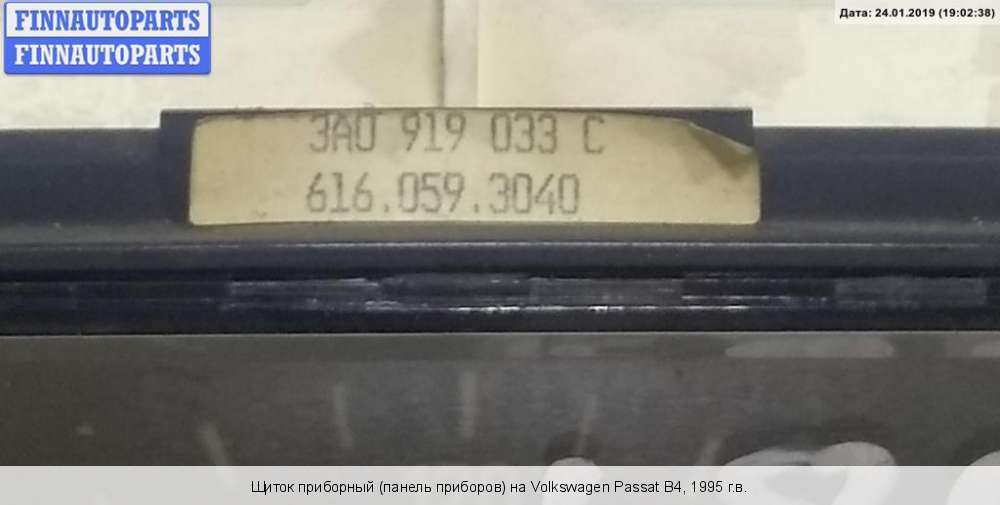 FINNAUTOPARTS
FINNAUTOPARTS
Дата: 24.01.2019 (19:02:38)
3A0 919 033 C
616.059.3040
Щиток приборный (панель приборов) на Volkswagen Passat B4, 1995 г.в.